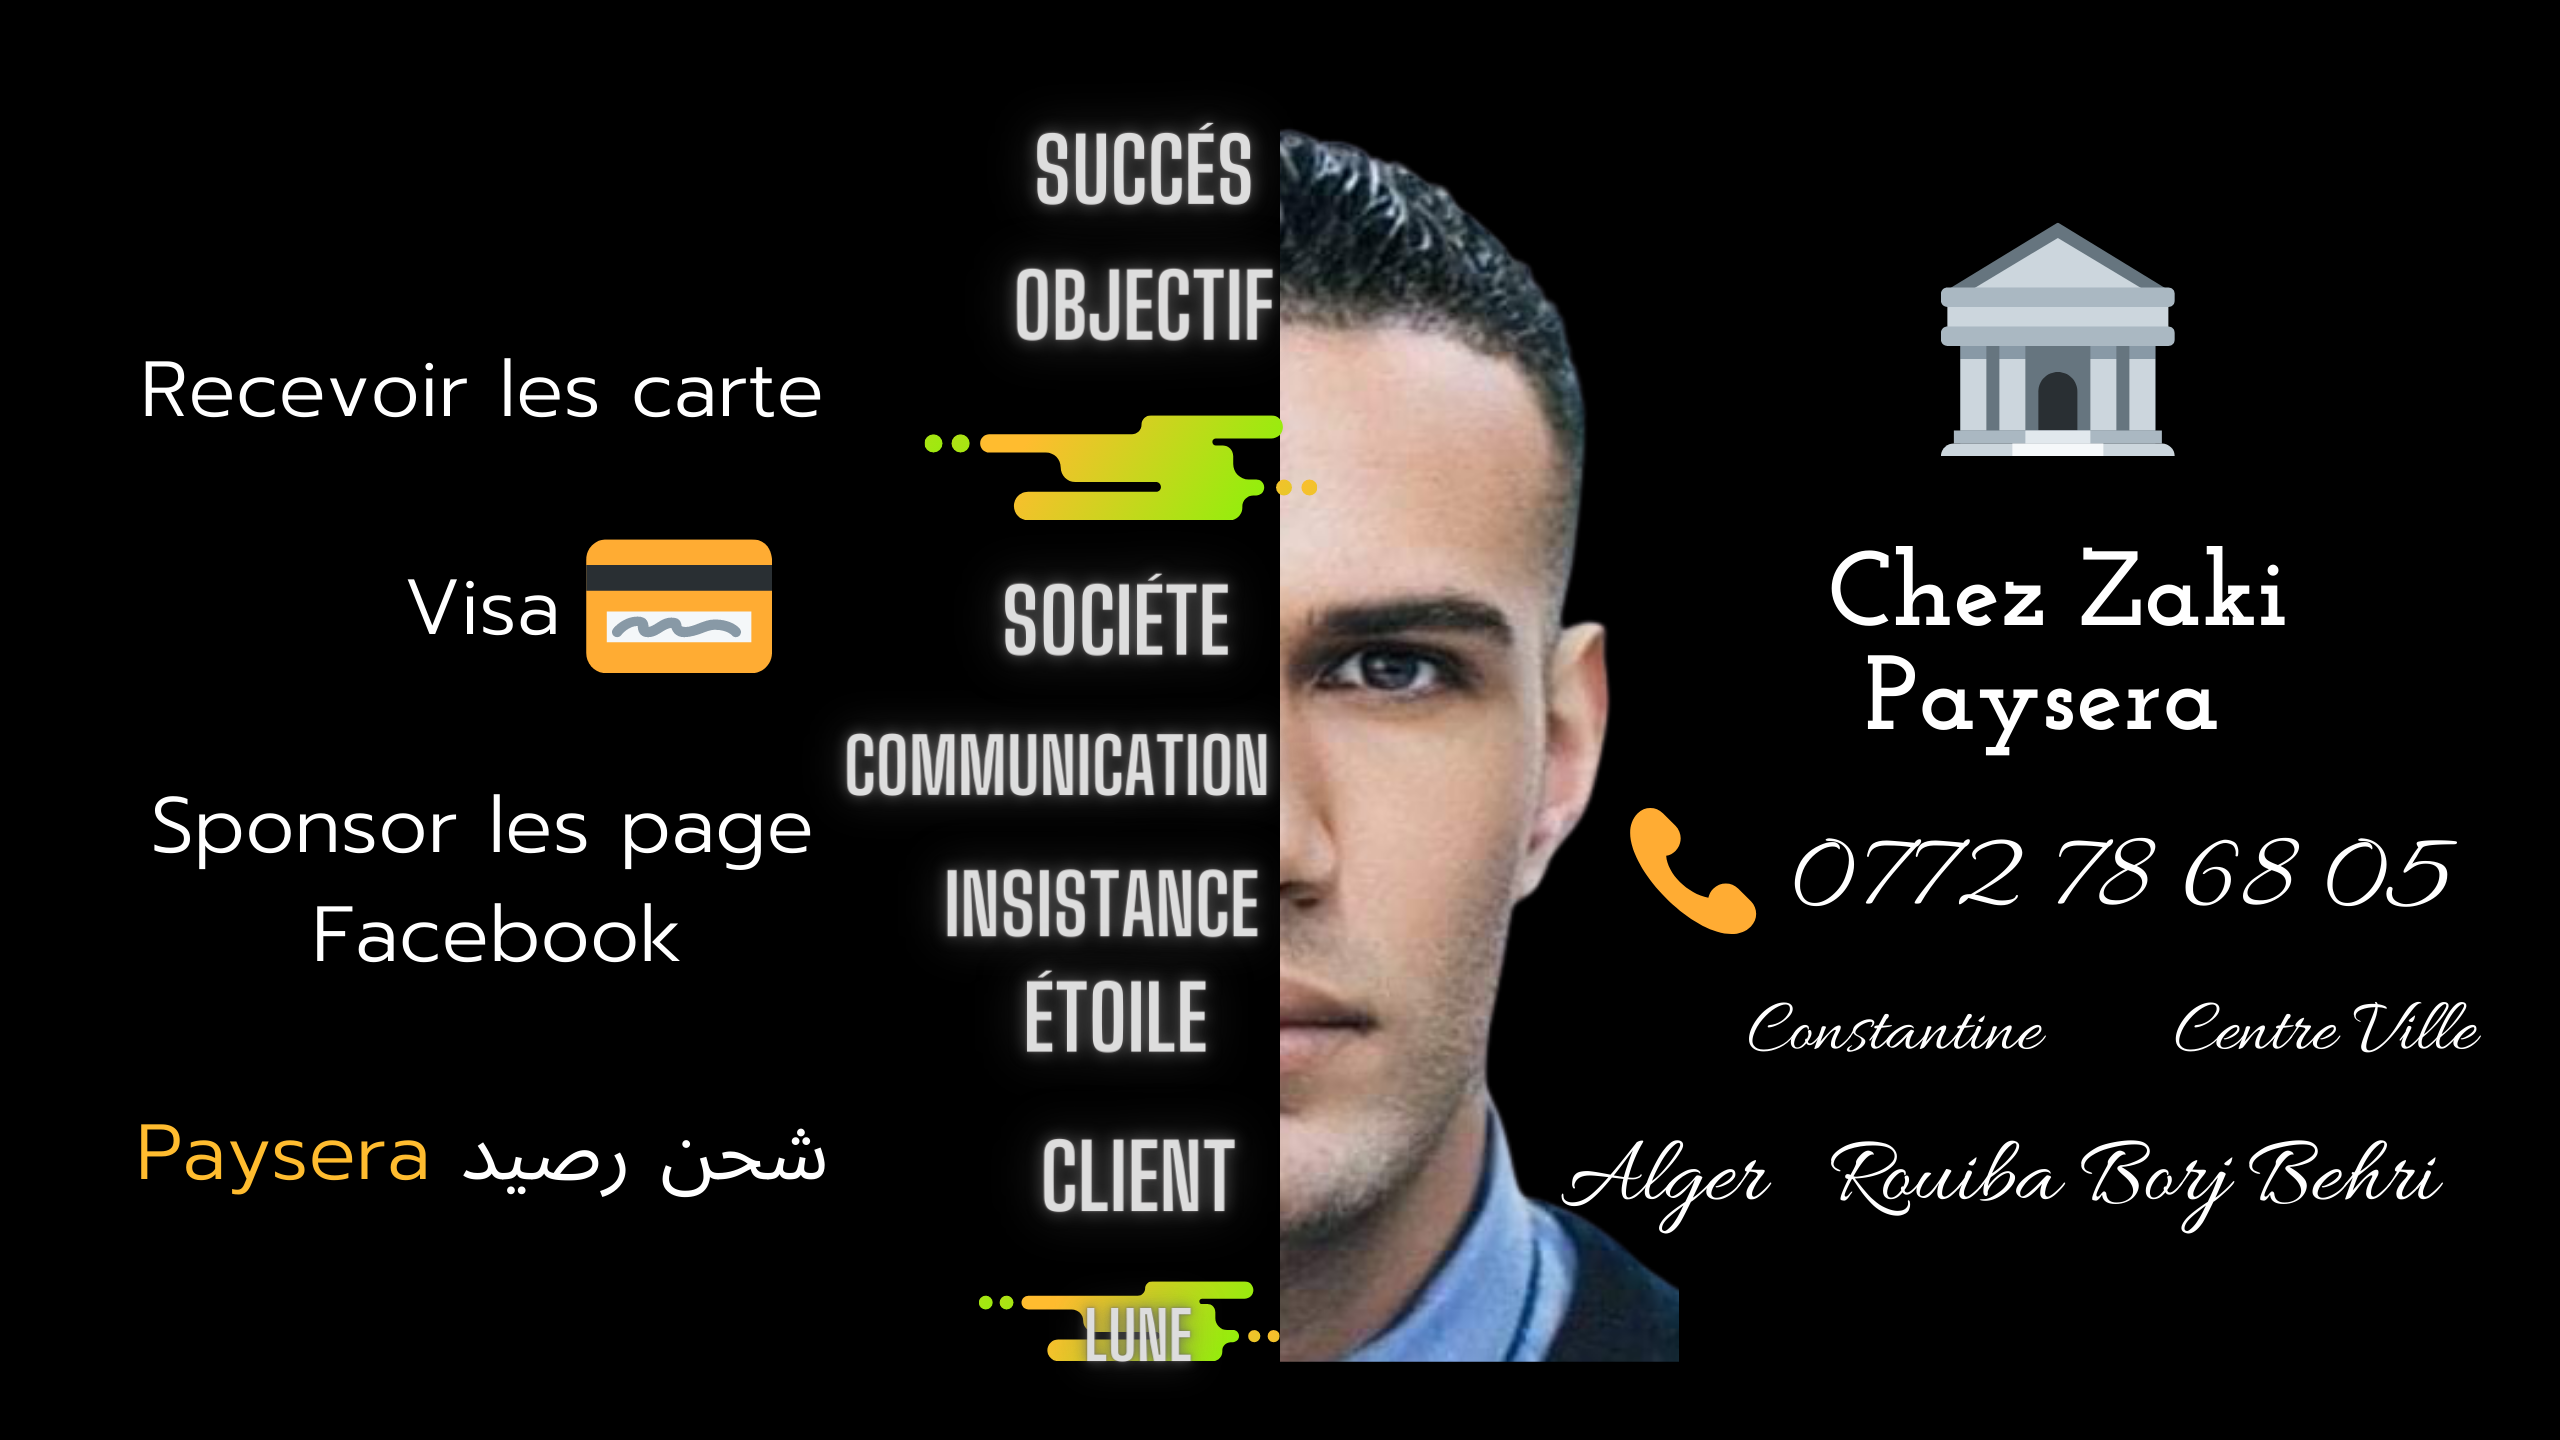 Recevoir les carte
Visa
Sponsor les page
Facebook
Paysera شحن رصيد
SUCCÉS
OBJECTIF
SOCIÉTE
COMMUNICATION
INSISTANCE
ÉTOILE
CLIENT
LUNE
Chez Zaki
Paysera
0772 78 68 05
Constantine Centre Ville
Alger Rouiba Borj Behri